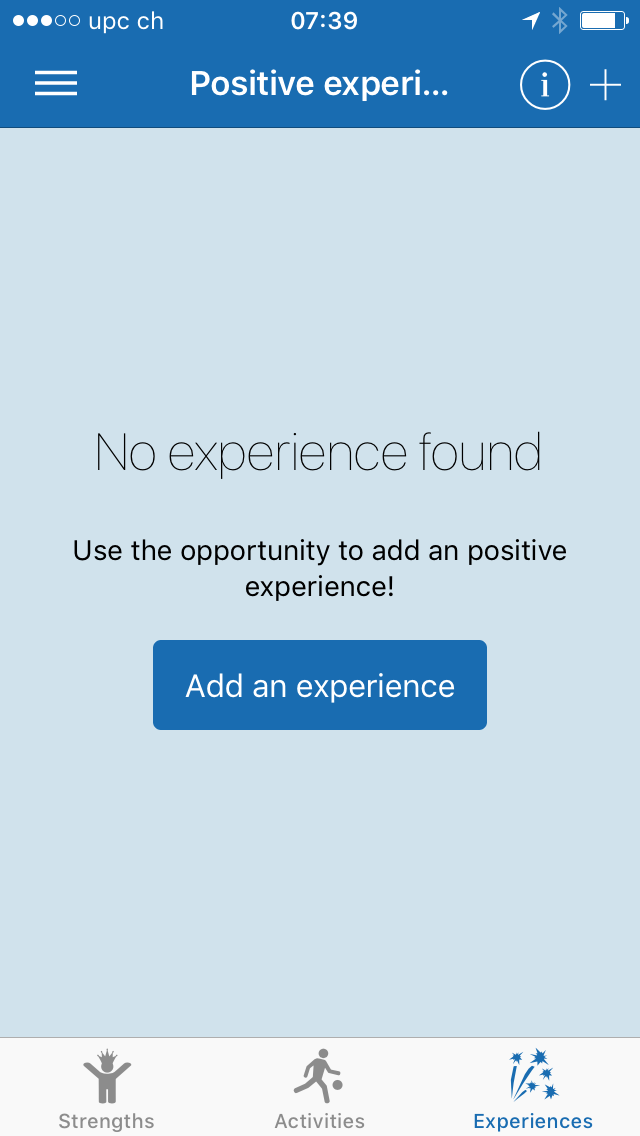 upc ch 07:39
Positive experi...
i
No experience found
Use the opportunity to add an positive
experience!
Add an experience
Strengths Activities Experiences